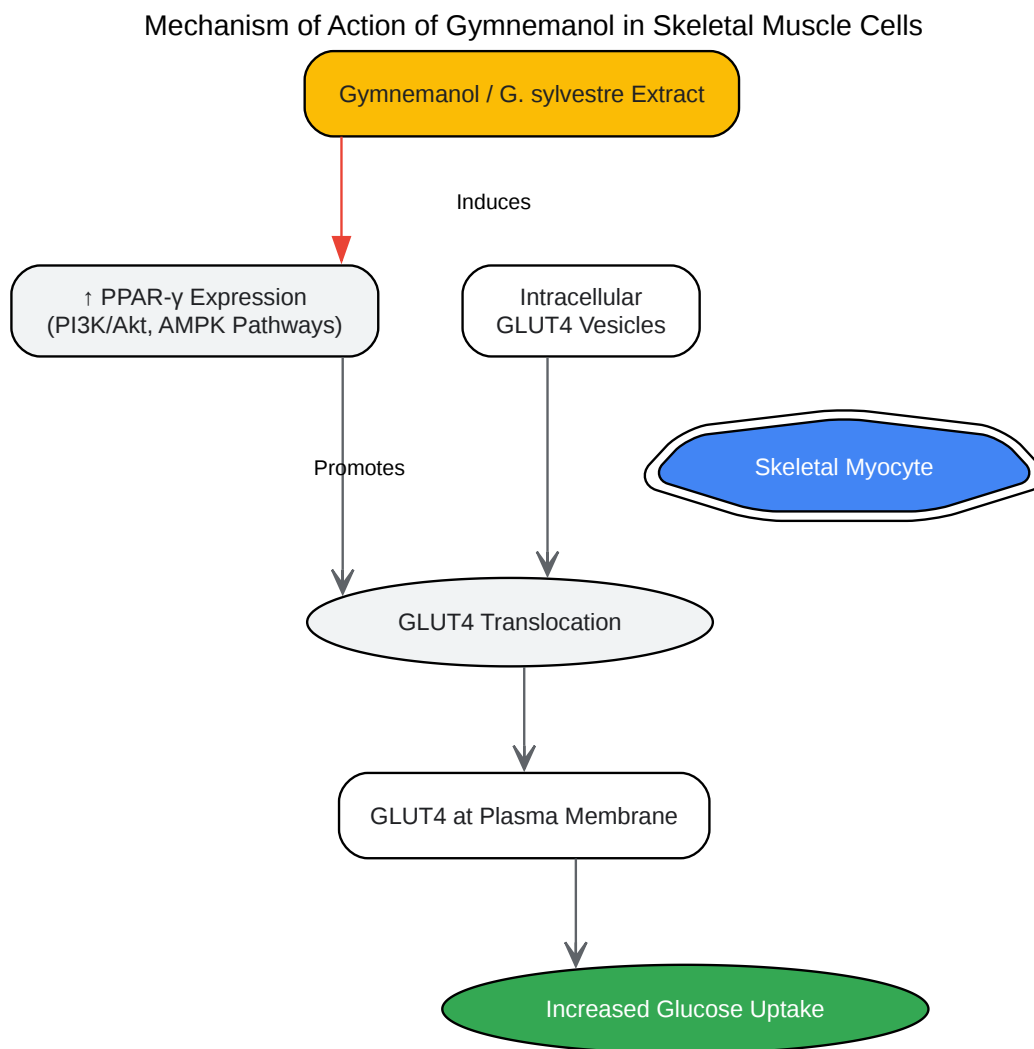 Mechanism of Action of Gymnemanol in Skeletal Muscle Cells
Gymnemanol / G. sylvestre Extract
Induces
↑ PPAR-γ Expression
(PI3K/Akt, AMPK Pathways)
Intracellular
GLUT4 Vesicles
Promotes
Skeletal Myocyte
GLUT4 Translocation
GLUT4 at Plasma Membrane
Increased Glucose Uptake